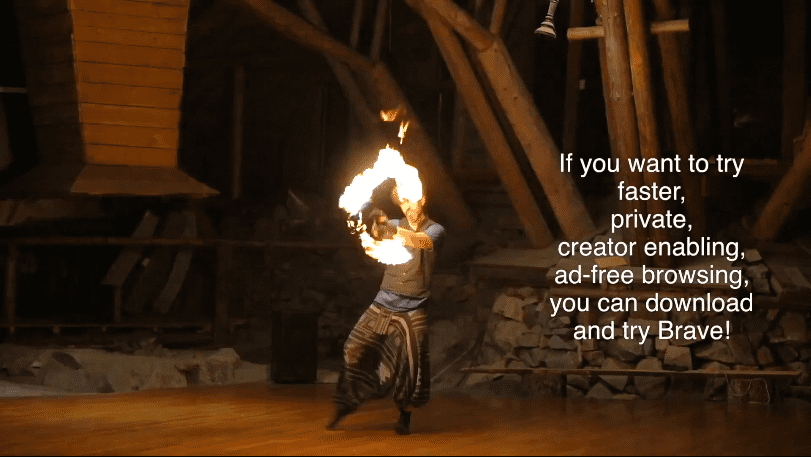 If you want to try
faster,
private,
creator enabling,
ad-free browsing,
you can download
and try Brave!